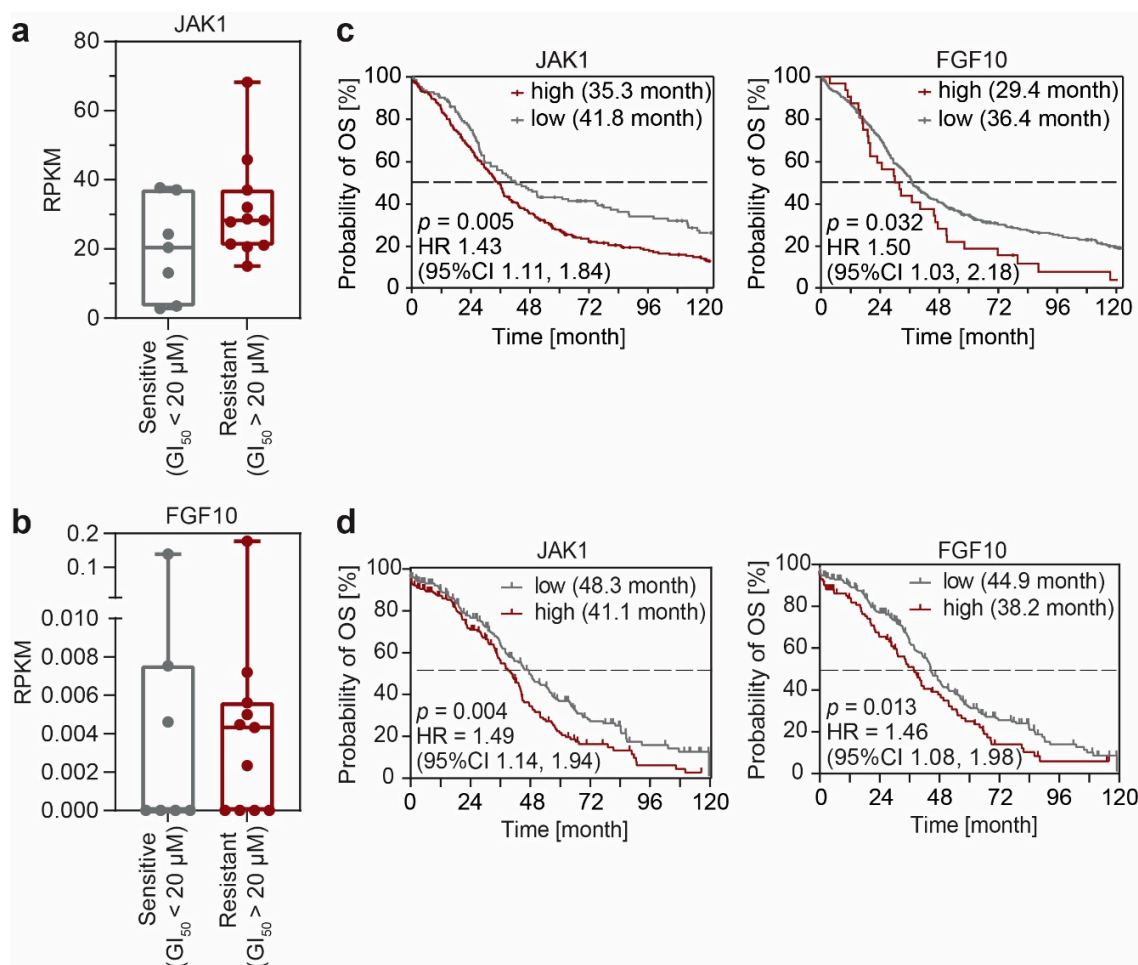 a
JAK1
80
60
40
20
0
RPKM
Sensitive
(GI50 < 20 µM)
Resistant
(GI50 > 20 µM)
b
FGF10
0.2
0.1
0.010
0.008
0.006
0.004
0.002
0.000
RPKM
Sensitive
(GI50 < 20 µM)
Resistant
(GI50 > 20 µM)
c
JAK1
high (35.3 month)
low (41.8 month)
100
80
60
40
20
0
Probability of OS [%]
p = 0.005
HR 1.43
(95%CI 1.11, 1.84)
0 24 48 72 96 120
Time [month]
FGF10
high (29.4 month)
low (36.4 month)
100
80
60
40
20
0
Probability of OS [%]
p = 0.032
HR 1.50
(95%CI 1.03, 2.18)
0 24 48 72 96 120
Time [month]
d
JAK1
low (48.3 month)
high (41.1 month)
100
80
60
40
20
0
Probability of OS [%]
p = 0.004
HR = 1.49
(95%CI 1.14, 1.94)
0 24 48 72 96 120
Time [month]
FGF10
low (44.9 month)
high (38.2 month)
100
80
60
40
20
0
Probability of OS [%]
p = 0.013
HR = 1.46
(95%CI 1.08, 1.98)
0 24 48 72 96 120
Time [month]